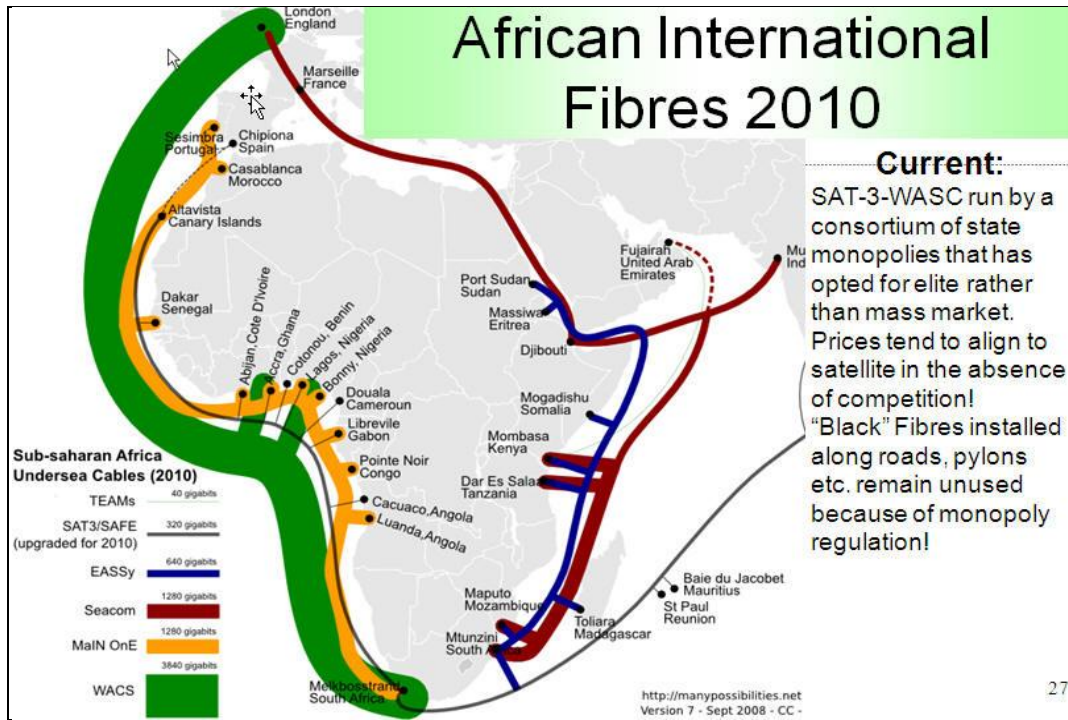 African International
Fibres 2010
London
England
Marseille
France
Sesimbra
Portugal
Chipiona
Spain
Casablanca
Morocco
Altavista
Canary Islands
Dakar
Senegal
Abijan,Cote D'Ivoire
Accra,Ghana
Cotonou, Benin
Lagos, Nigeria
Bonny, Nigeria
Douala
Cameroun
Libreville
Gabon
Pointe Noir
Congo
Cacuaco,Angola
Luanda,Angola
Melkbosstrand
South Africa
Port Sudan
Sudan
Massiwa
Eritrea
Djibouti
Fujairah
United Arab
Emirates
Mogadishu
Somalia
Mombasa
Kenya
Dar Es Salaa
Tanzania
Maputo
Mozambique
Mtunzini
South Africa
Toliara
Madagascar
Baie du Jacobet
Mauritius
St Paul
Reunion
Sub-saharan Africa
Undersea Cables (2010)
40 gigabits
TEAMs
320 gigabits
SAT3/SAFE
(upgraded for 2010)
640 gigabits
EASSy
1280 gigabits
Seacom
1280 gigabits
MaIN OnE
3840 gigabits
WACS
Current:
SAT-3-WASC run by a
consortium of state
monopolies that has
opted for elite rather
than mass market.
Prices tend to align to
satellite in the absence
of competition!
“Black” Fibres installed
along roads, pylons
etc. remain unused
because of monopoly
regulation!
http://manypossibilities.net
Version 7 - Sept 2008 - CC -
27